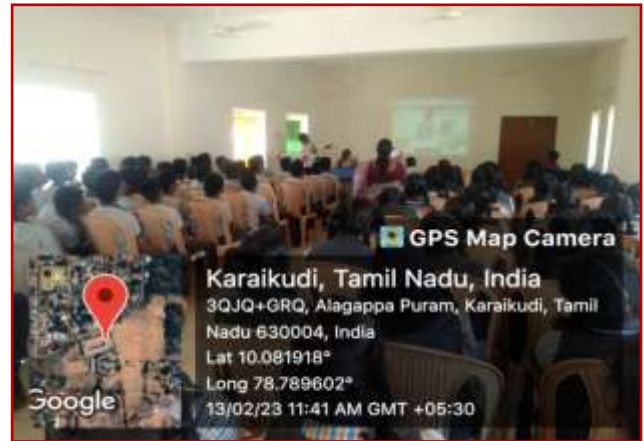 GPS Map Camera
Karaikudi, Tamil Nadu, India
3QJQ+GRQ, Alagappa Puram, Karaikudi, Tamil
Nadu 630004, India
Lat 10.081918°
Long 78.789602°
13/02/23 11:41 AM GMT +05:30
Google